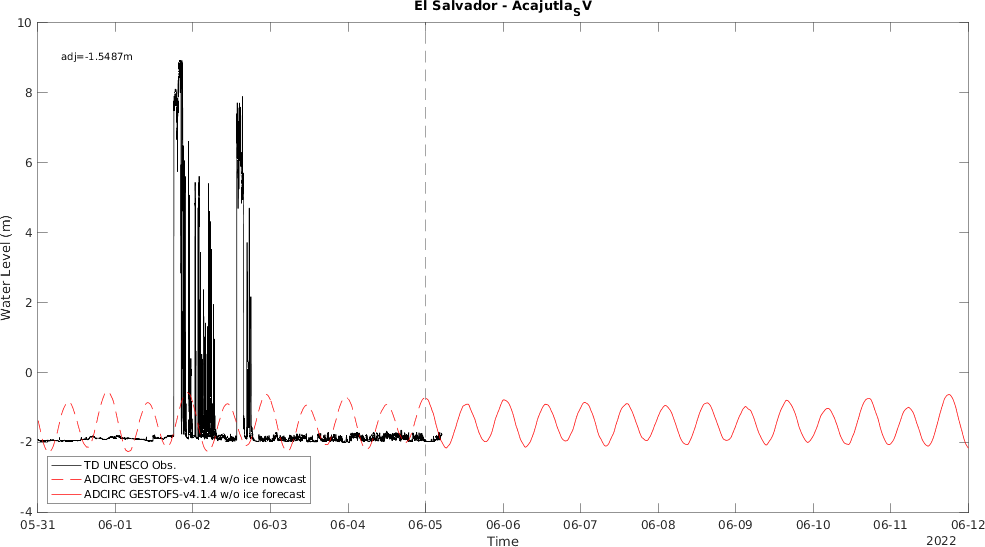 El Salvador - Acajutla_SV
adj=-1.5487m
Water Level (m)
10
8
6
4
2
0
-2
-4
TD UNESCO Obs.
ADCIRC GESTOFS-v4.1.4 w/o ice nowcast
ADCIRC GESTOFS-v4.1.4 w/o ice forecast
05-31 06-01 06-02 06-03 06-04 06-05 06-06 06-07 06-08 06-09 06-10 06-11 06-12
Time
2022